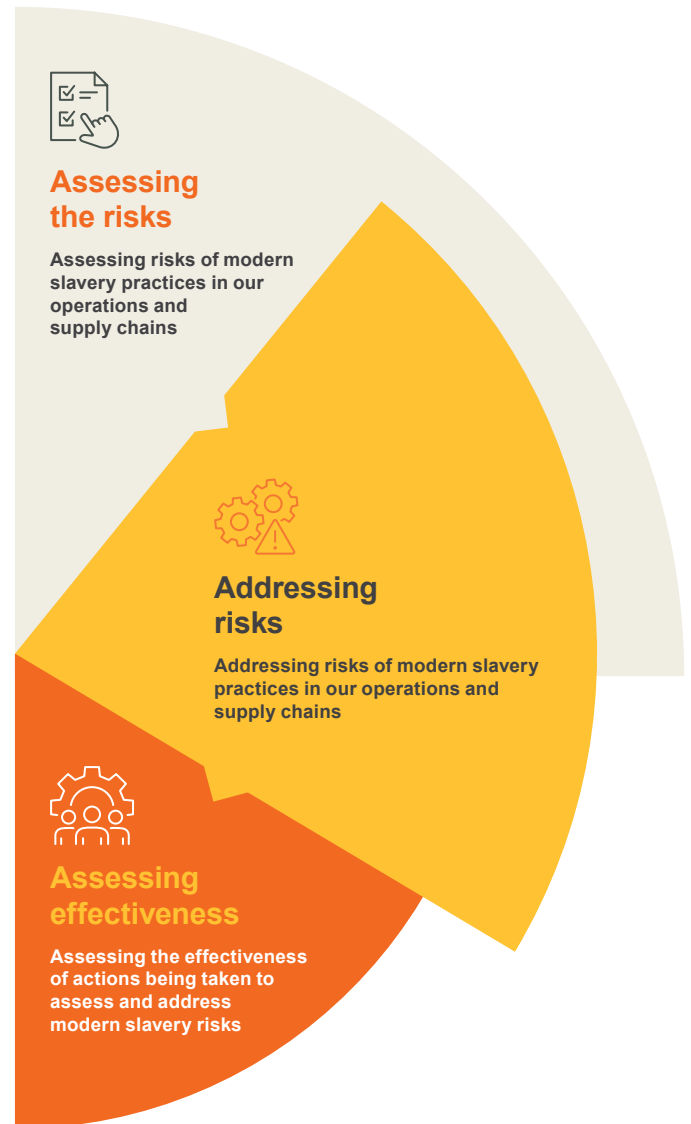 Assessing
the risks
Assessing risks of modern
slavery practices in our
operations and
supply chains
Addressing
risks
Addressing risks of modern slavery
practices in our operations and
supply chains
Assessing
effectiveness
Assessing the effectiveness
of actions being taken to
assess and address
modern slavery risks